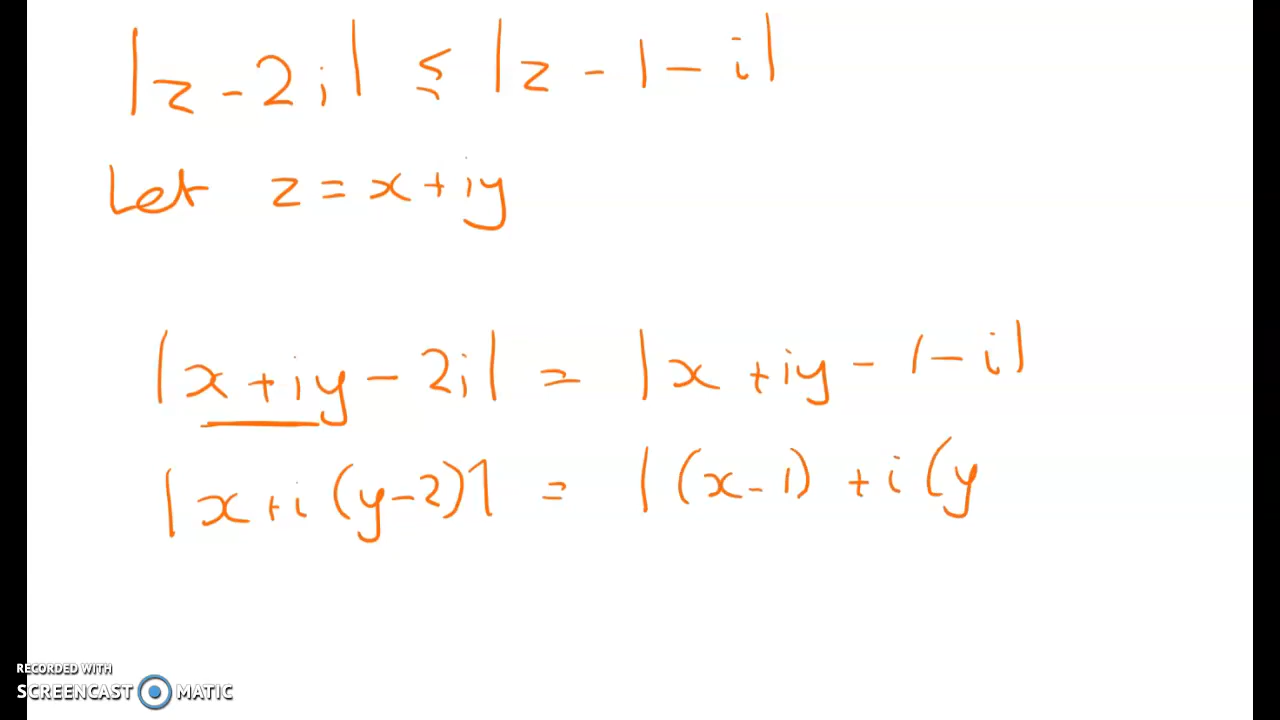 |z - 2i| ≤ |z - 1 - i|
Let z = x + iy
|x + iy - 2i| = |x + iy - 1 - i|
|x + i(y - 2)| = |(x - 1) + i(y
RECORDED WITH
SCREENCAST MATIC